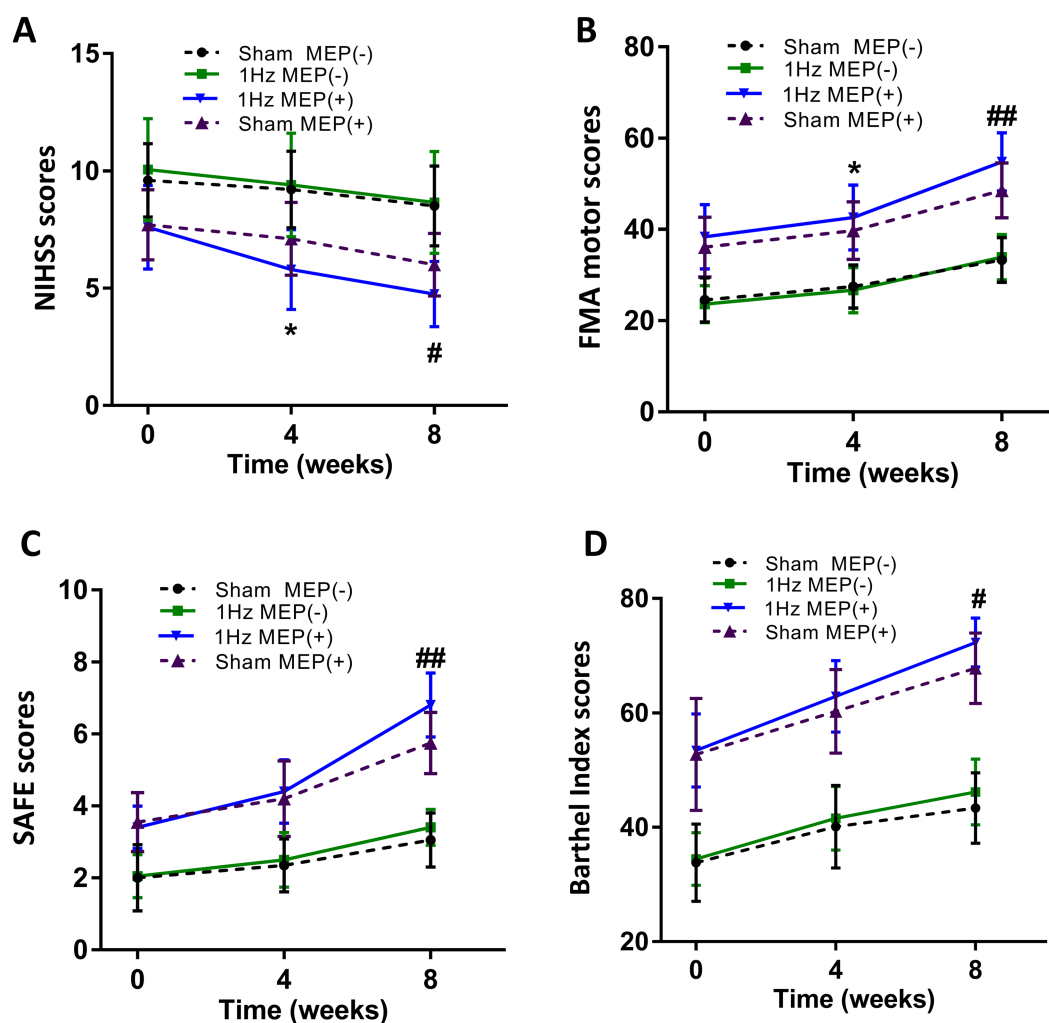 A
NIHSS scores
15
10
5
0
Sham MEP(-)
1Hz MEP(-)
1Hz MEP(+)
Sham MEP(+)
*
#
0 4 8
Time (weeks)
B
FMA motor scores
80
60
40
20
0
Sham MEP(-)
1Hz MEP(-)
1Hz MEP(+)
Sham MEP(+)
*
##
0 4 8
Time (weeks)
C
SAFE scores
10
8
6
4
2
0
Sham MEP(-)
1Hz MEP(-)
1Hz MEP(+)
Sham MEP(+)
##
0 4 8
Time (weeks)
D
Barthel Index scores
80
60
40
20
Sham MEP(-)
1Hz MEP(-)
1Hz MEP(+)
Sham MEP(+)
#
0 4 8
Time (weeks)